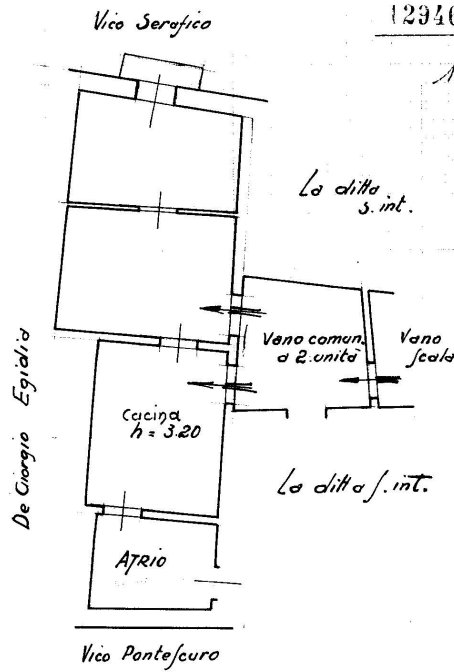 Vico Serafico
12946
La ditta
s. int.
Vano comun.
a 2 unità
Vano
scala
De Giorgio Egidio
Cucina
h = 3.20
La ditta s. int.
ATRIO
Vico Pontescuro